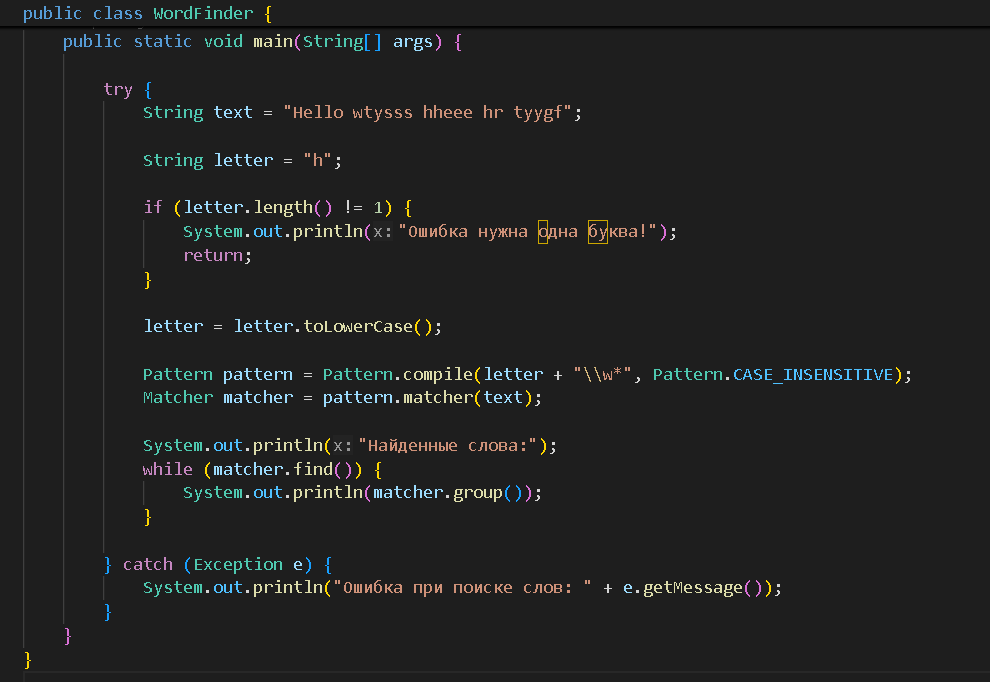 public class WordFinder {
public static void main(String[] args) {
try {
String text = "Hello wtysss hheee hr tyygf";
String letter = "h";
if (letter.length() != 1) {
System.out.println(x: "Ошибка нужна одна буква!");
return;
}
letter = letter.toLowerCase();
Pattern pattern = Pattern.compile(letter + "\\w*", Pattern.CASE_INSENSITIVE);
Matcher matcher = pattern.matcher(text);
System.out.println(x: "Найденные слова:");
while (matcher.find()) {
System.out.println(matcher.group());
}
} catch (Exception e) {
System.out.println("Ошибка при поиске слов: " + e.getMessage());
}
}
}